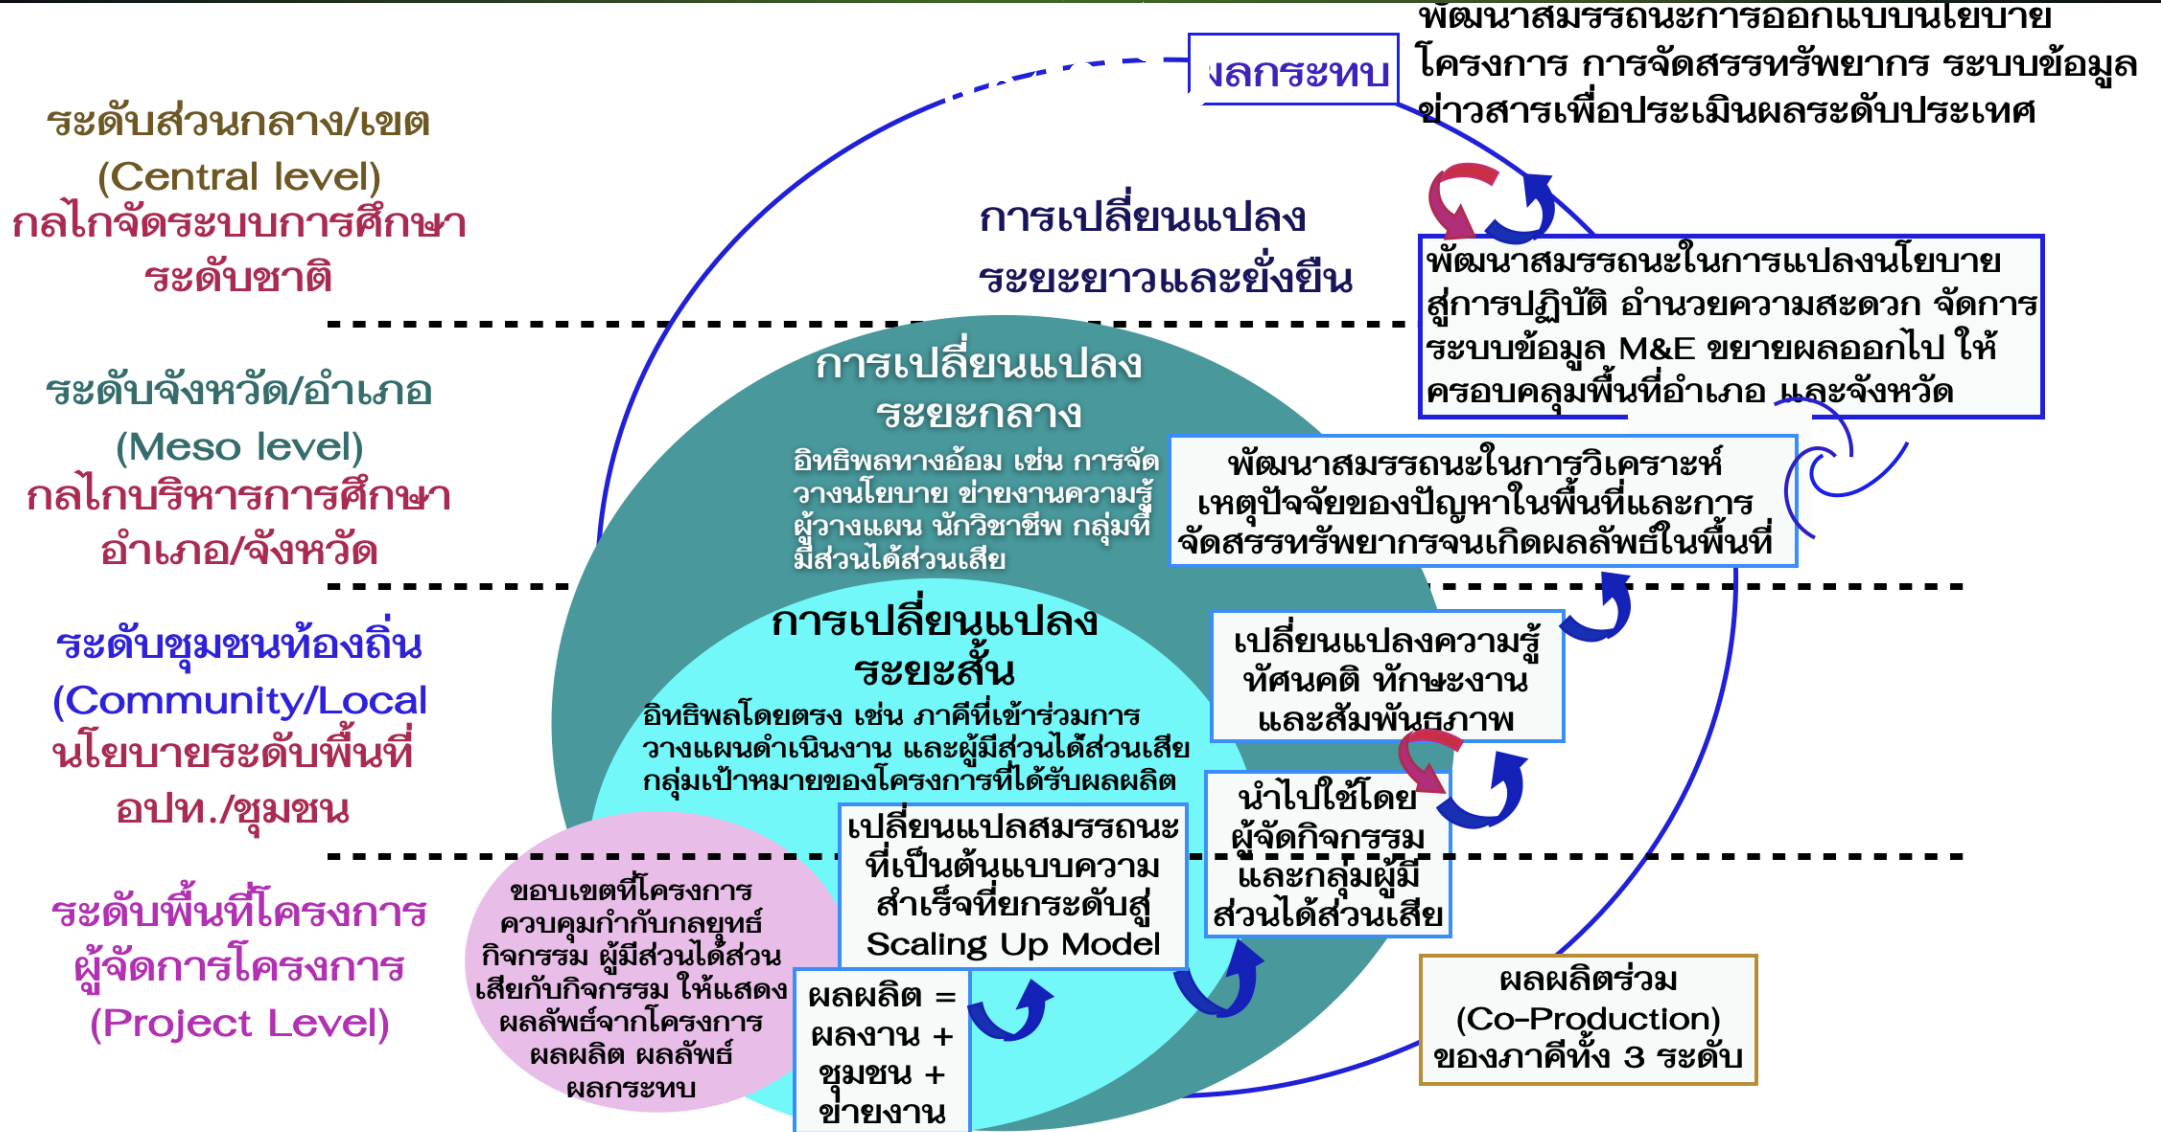 พัฒนาสมรรถนะการออกแบบนโยบาย
โครงการ การจัดสรรทรัพยากร ระบบข้อมูล
ข่าวสารเพื่อประเมินผลระดับประเทศ
ผลกระทบ
ระดับส่วนกลาง/เขต
(Central level)
กลไกจัดระบบการศึกษา
ระดับชาติ
การเปลี่ยนแปลง
ระยะยาวและยั่งยืน
พัฒนาสมรรถนะในการแปลงนโยบาย
สู่การปฏิบัติ อำนวยความสะดวก จัดการ
ระบบข้อมูล M&E ขยายผลออกไป ให้
ครอบคลุมพื้นที่อำเภอ และจังหวัด
ระดับจังหวัด/อำเภอ
(Meso level)
กลไกบริหารการศึกษา
อำเภอ/จังหวัด
การเปลี่ยนแปลง
ระยะกลาง
อิทธิพลทางอ้อม เช่น การจัด
วางนโยบาย ข่ายงานความรู้
ผู้วางแผน นักวิชาชีพ กลุ่มที่
มีส่วนได้ส่วนเสีย
พัฒนาสมรรถนะในการวิเคราะห์
เหตุปัจจัยของปัญหาในพื้นที่และการ
จัดสรรทรัพยากรจนเกิดผลลัพธ์ในพื้นที่
ระดับชุมชนท้องถิ่น
(Community/Local
นโยบายระดับพื้นที่
อปท./ชุมชน
การเปลี่ยนแปลง
ระยะสั้น
อิทธิพลโดยตรง เช่น ภาคีที่เข้าร่วมการ
วางแผนดำเนินงาน และผู้มีส่วนได้ส่วนเสีย
กลุ่มเป้าหมายของโครงการที่ได้รับผลผลิต
เปลี่ยนแปลงความรู้
ทัศนคติ ทักษะงาน
และสัมพันธภาพ
นำไปใช้โดย
ผู้จัดกิจกรรม
และกลุ่มผู้มี
ส่วนได้ส่วนเสีย
เปลี่ยนแปลสมรรถนะ
ที่เป็นต้นแบบความ
สำเร็จที่ยกระดับสู่
Scaling Up Model
ระดับพื้นที่โครงการ
ผู้จัดการโครงการ
(Project Level)
ขอบเขตที่โครงการ
ควบคุมกำกับกลยุทธ์
กิจกรรม ผู้มีส่วนได้ส่วน
เสียกับกิจกรรม ให้แสดง
ผลลัพธ์จากโครงการ
ผลผลิต ผลลัพธ์
ผลกระทบ
ผลผลิต =
ผลงาน +
ชุมชน +
ข่ายงาน
ผลผลิตร่วม
(Co-Production)
ของภาคีทั้ง 3 ระดับ